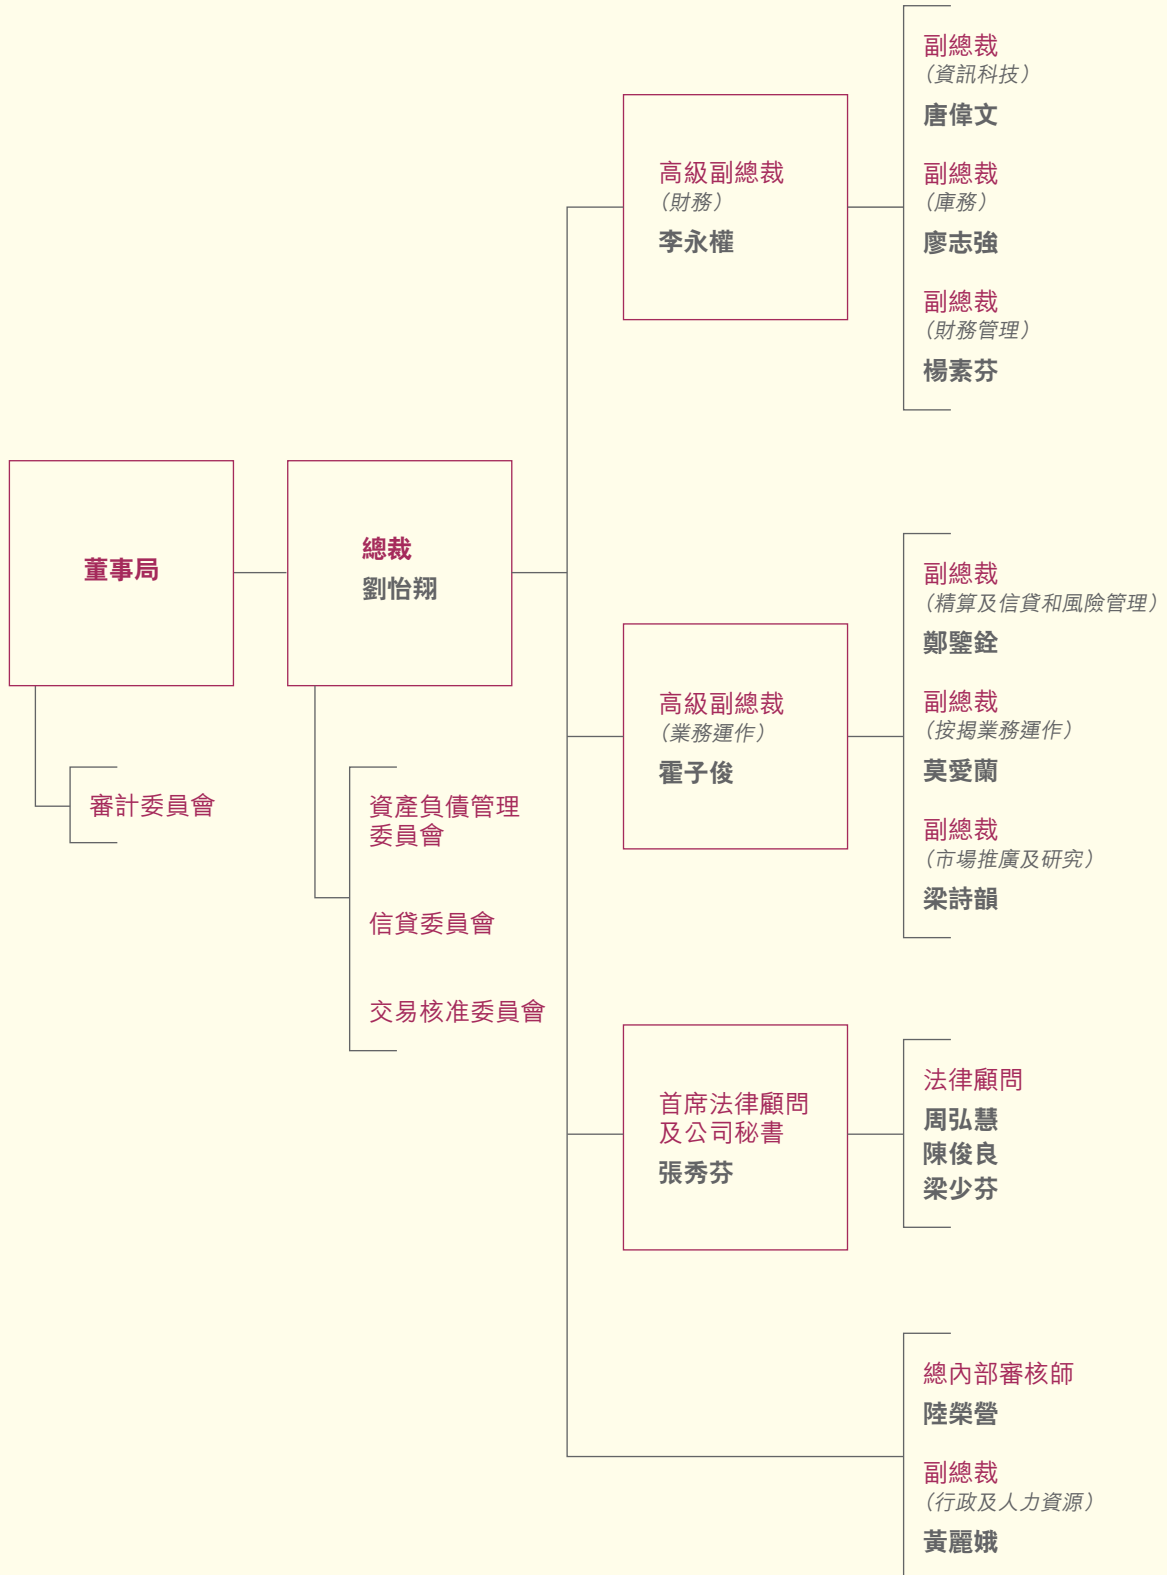 董事局
審計委員會
總裁
劉怡翔
資產負債管理
委員會
信貸委員會
交易核准委員會
高級副總裁
（財務）
李永權
副總裁
（資訊科技）
唐偉文
副總裁
（庫務）
廖志強
副總裁
（財務管理）
楊素芬
高級副總裁
（業務運作）
霍子俊
副總裁
（精算及信貸和風險管理）
鄭鑒銓
副總裁
（按揭業務運作）
莫愛蘭
副總裁
（市場推廣及研究）
梁詩韻
首席法律顧問
及公司秘書
張秀芬
法律顧問
周弘慧
陳俊良
梁少芬
總內部審核師
陸榮營
副總裁
（行政及人力資源）
黃麗娥